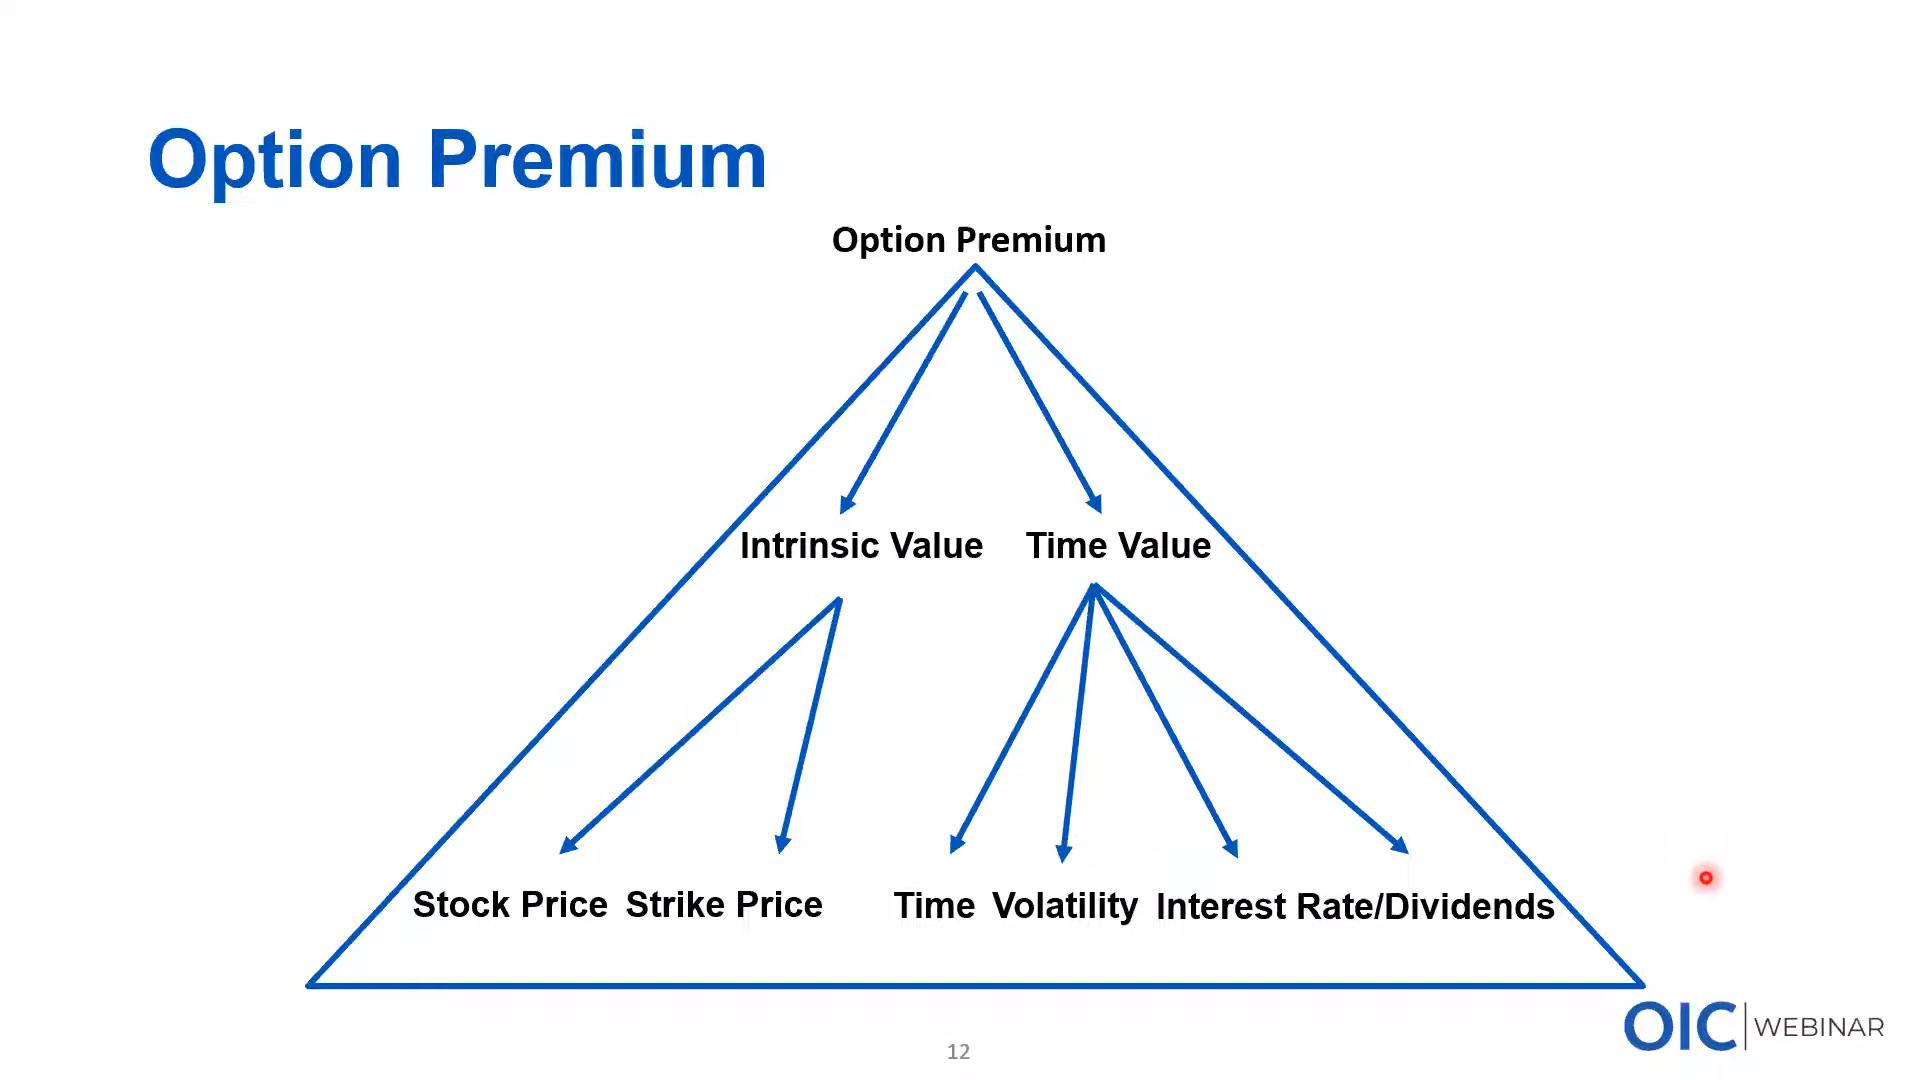 Option Premium
Option Premium
Intrinsic Value Time Value
Stock Price Strike Price Time Volatility Interest Rate/Dividends
OIC WEBINAR
12